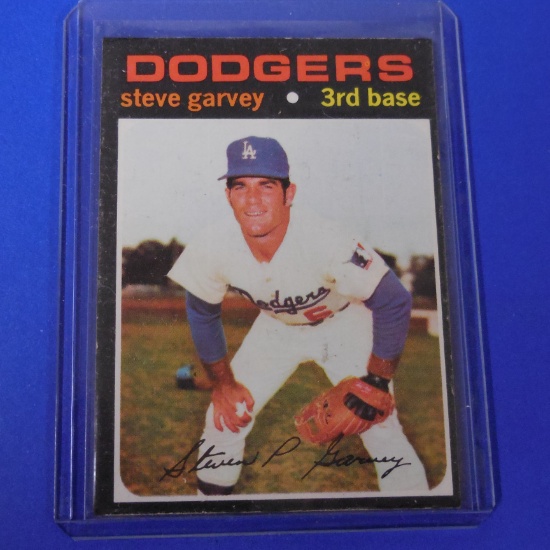 DODGERS
steve garvey • 3rd base
LA
Dodgers
Steven P Garvey